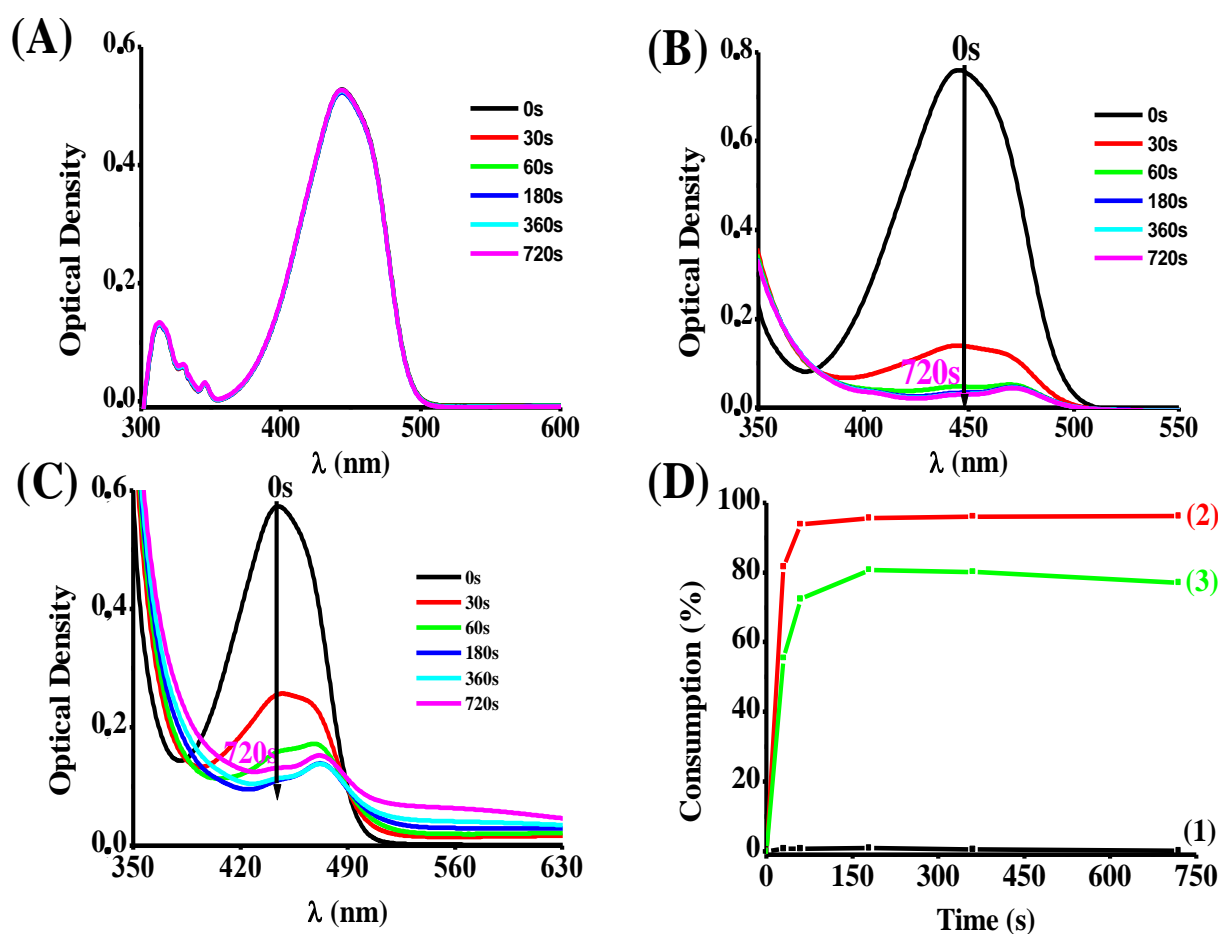 (A)
0.6
0.4
0.2
0.0
Optical Density
300 400 500 600
λ (nm)
0s
30s
60s
180s
360s
720s
(B)
0.8
0.6
0.4
0.2
0.0
Optical Density
350 400 450 500 550
λ (nm)
0s
720s
0s
30s
60s
180s
360s
720s
(C)
0.6
0.4
0.2
0.0
Optical Density
350 420 490 560 630
λ (nm)
0s
720s
0s
30s
60s
180s
360s
720s
(D)
100
80
60
40
20
0
Consumption (%)
0 150 300 450 600 750
Time (s)
(2)
(3)
(1)